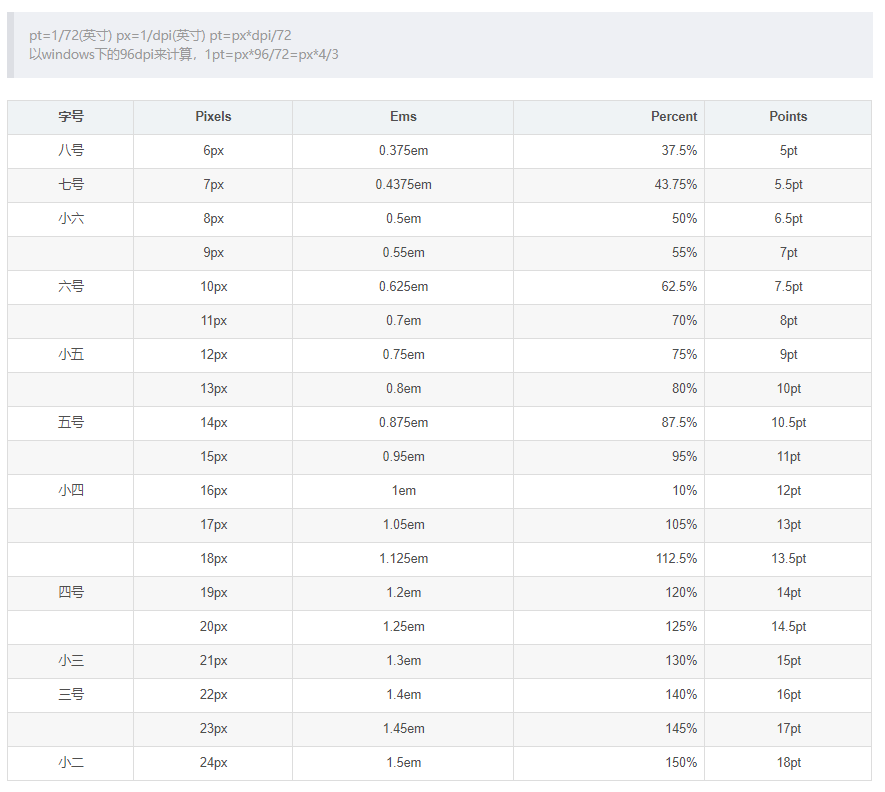 pt=1/72(英寸) px=1/dpi(英寸) pt=px*dpi/72
以windows下的96dpi来计算，1pt=px*96/72=px*4/3
字号 Pixels Ems Percent Points
八号 6px 0.375em 37.5% 5pt
七号 7px 0.4375em 43.75% 5.5pt
小六 8px 0.5em 50% 6.5pt
9px 0.55em 55% 7pt
六号 10px 0.625em 62.5% 7.5pt
11px 0.7em 70% 8pt
小五 12px 0.75em 75% 9pt
13px 0.8em 80% 10pt
五号 14px 0.875em 87.5% 10.5pt
15px 0.95em 95% 11pt
小四 16px 1em 10% 12pt
17px 1.05em 105% 13pt
18px 1.125em 112.5% 13.5pt
四号 19px 1.2em 120% 14pt
20px 1.25em 125% 14.5pt
小三 21px 1.3em 130% 15pt
三号 22px 1.4em 140% 16pt
23px 1.45em 145% 17pt
小二 24px 1.5em 150% 18pt